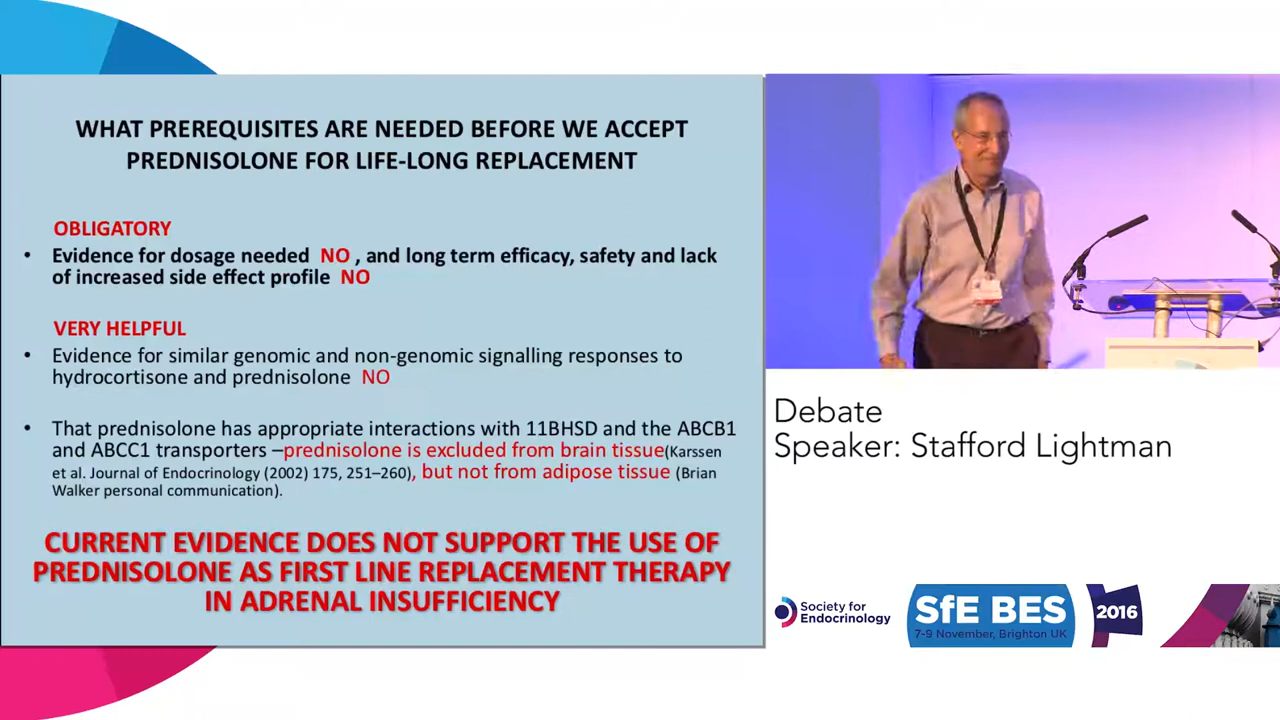 WHAT PREREQUISITES ARE NEEDED BEFORE WE ACCEPT
PREDNISOLONE FOR LIFE-LONG REPLACEMENT
OBLIGATORY
• Evidence for dosage needed NO , and long term efficacy, safety and lack
of increased side effect profile NO
VERY HELPFUL
• Evidence for similar genomic and non-genomic signalling responses to
hydrocortisone and prednisolone NO
• That prednisolone has appropriate interactions with 11BHSD and the ABCB1
and ABCC1 transporters –prednisolone is excluded from brain tissue(Karssen
et al. Journal of Endocrinology (2002) 175, 251–260), but not from adipose tissue (Brian
Walker personal communication).
CURRENT EVIDENCE DOES NOT SUPPORT THE USE OF
PREDNISOLONE AS FIRST LINE REPLACEMENT THERAPY
IN ADRENAL INSUFFICIENCY
Debate
Speaker: Stafford Lightman
Society for
Endocrinology
SfE BES
7-9 November, Brighton UK
2016